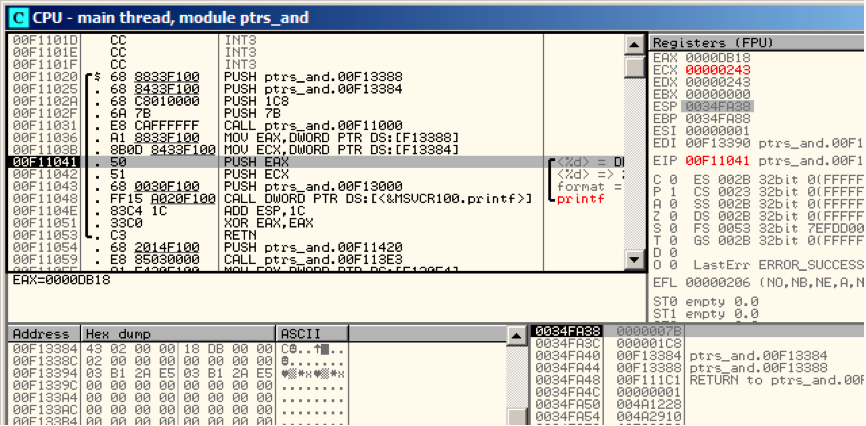 C CPU - main thread, module ptrs_and
00F1101D CC INT3
00F1101E CC INT3
00F1101F CC INT3
00F11020 $ 68 8833F100 PUSH ptrs_and.00F13388
00F11025 . 68 8433F100 PUSH ptrs_and.00F13384
00F1102A . 68 C8010000 PUSH 1C8
00F1102F . 6A 7B PUSH 7B
00F11031 . E8 CAFFFFFF CALL ptrs_and.00F11000
00F11036 . A1 8833F100 MOV EAX,DWORD PTR DS:[F13388]
00F1103B . 8B0D 8433F100 MOV ECX,DWORD PTR DS:[F13384]
00F11041 . 50 PUSH EAX
00F11042 . 51 PUSH ECX
00F11043 . 68 0030F100 PUSH ptrs_and.00F13000
00F11048 . FF15 A020F100 CALL DWORD PTR DS:[<&MSVCR100.printf>]
00F1104E . 83C4 1C ADD ESP,1C
00F11051 . 33C0 XOR EAX,EAX
00F11053 . C3 RETN
00F11054 . 68 2014F100 PUSH ptrs_and.00F11420
00F11059 . E8 85030000 CALL ptrs_and.00F113E3
<%d> =
<%d> =>
format =
printf
EAX=0000DB18
Registers (FPU)
EAX 0000DB18
ECX 00000243
EDX 00000243
EBX 00000000
ESP 0034FA38
EBP 0034FA88
ESI 00000001
EDI 00F13390 ptrs_and.00F1
EIP 00F11041 ptrs_and.00F1
C 0 ES 002B 32bit 0(FFFFF
P 1 CS 0023 32bit 0(FFFFF
A 0 SS 002B 32bit 0(FFFFF
Z 0 DS 002B 32bit 0(FFFFF
S 0 FS 0053 32bit 7EFDD00
T 0 GS 002B 32bit 0(FFFFF
D 0
O 0 LastErr ERROR_SUCCESS
EFL 00000206 (NO,NB,NE,A,N
ST0 empty 0.0
ST1 empty 0.0
Address Hex dump ASCII
00F13384 43 02 00 00 18 DB 00 00
00F1338C 02 00 00 00 00 00 00 00
00F13394 03 B1 2A E5 03 B1 2A E5
00F1339C 00 00 00 00 00 00 00 00 ........
00F133A4 00 00 00 00 00 00 00 00 ........
00F133AC 00 00 00 00 00 00 00 00 ........
00F133B4 00 00 00 00 00 00 00 00 ........
0034FA38 0000007B
0034FA3C 000001C8
0034FA40 00F13384 ptrs_and.00F13384
0034FA44 00F13388 ptrs_and.00F13388
0034FA48 00F111C1 RETURN to ptrs_and.00F
0034FA4C 00000001
0034FA50 004A1228
0034FA54 004A2910